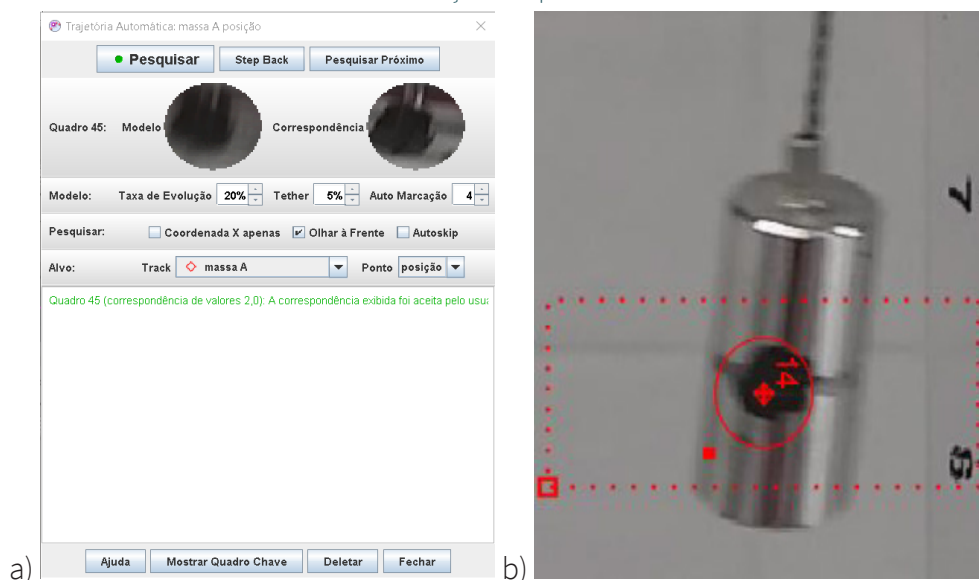 Trajetória Automática: massa A posição
Pesquisar Step Back Pesquisar Próximo
Quadro 45: Modelo Correspondência
Modelo: Taxa de Evolução 20% Tether 5% Auto Marcação 4
Pesquisar: Coordenada X apenas Olhar à Frente Autoskip
Alvo: Track massa A Ponto posição
Quadro 45 (correspondência de valores 2,0): A correspondência exibida foi aceita pelo usu
Ajuda Mostrar Quadro Chave Deletar Fechar
a)
14
7
b)